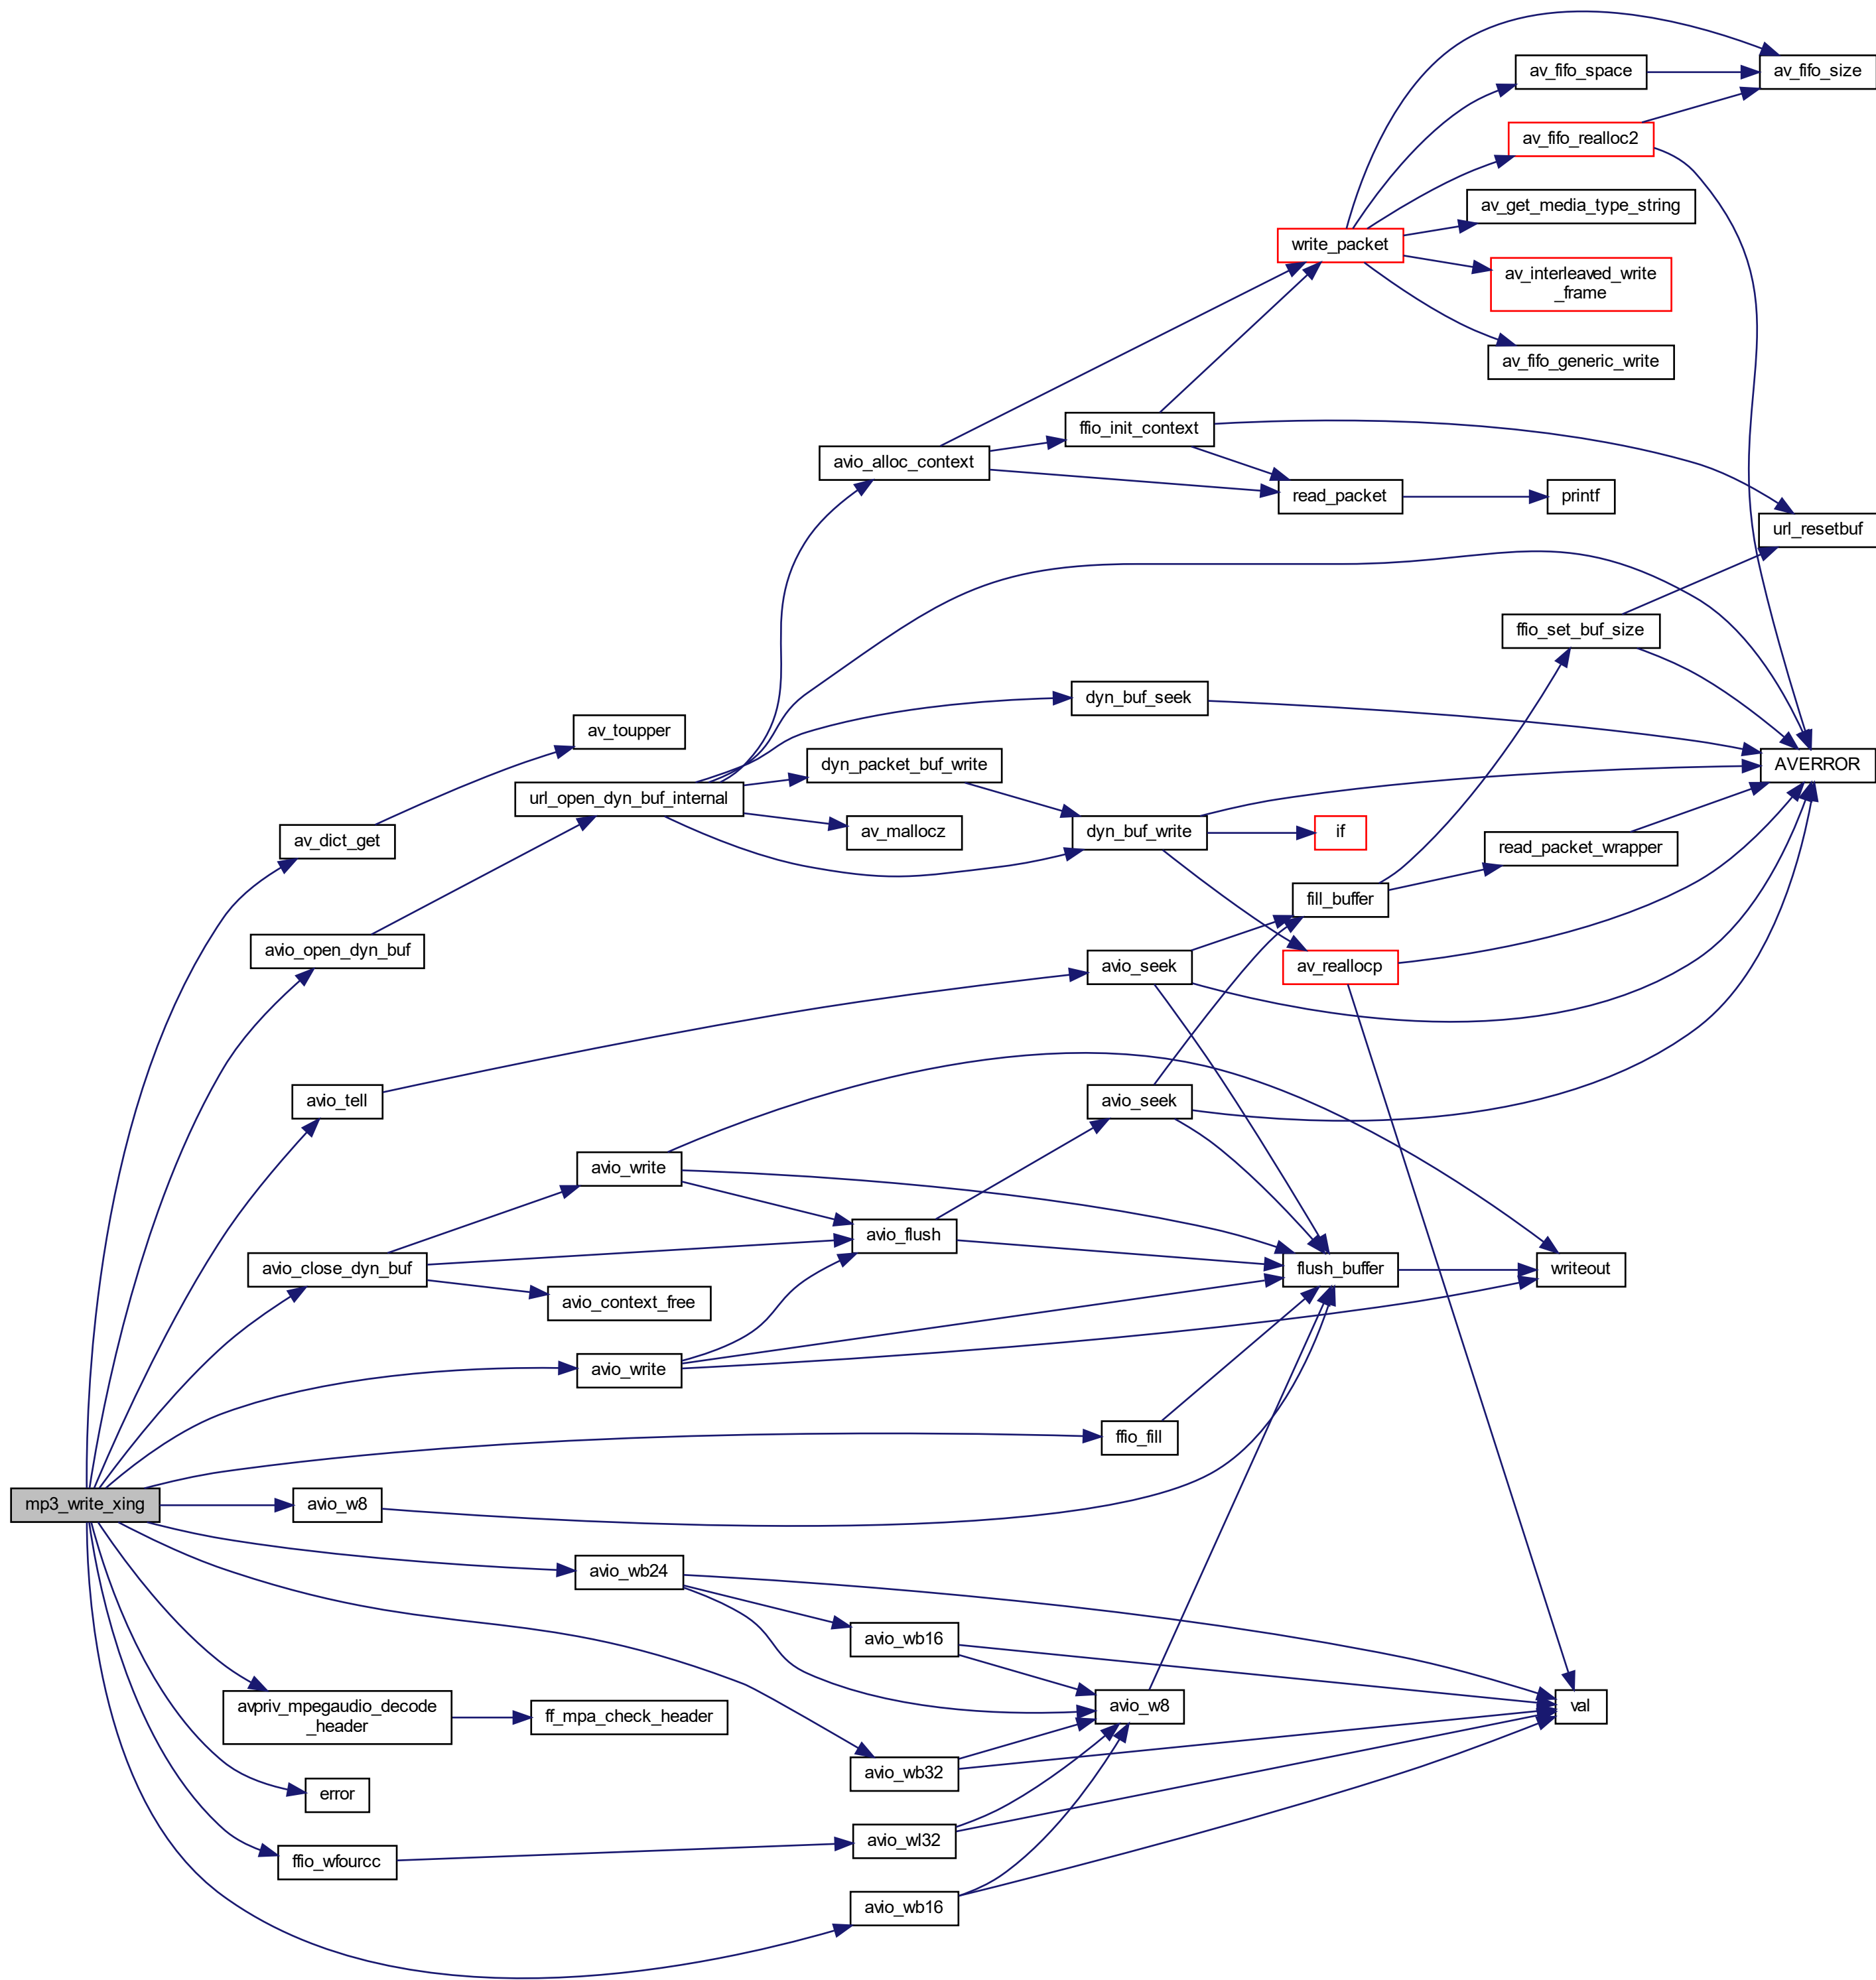 av_fifo_space
av_fifo_size
av_fifo_realloc2
av_get_media_type_string
write_packet
av_interleaved_write
_frame
av_fifo_generic_write
ffio_init_context
avio_alloc_context
read_packet
printf
url_resetbuf
ffio_set_buf_size
dyn_buf_seek
av_toupper
dyn_packet_buf_write
AVERROR
url_open_dyn_buf_internal
av_dict_get
av_mallocz
dyn_buf_write
if
read_packet_wrapper
fill_buffer
avio_open_dyn_buf
avio_seek
av_reallocp
avio_tell
avio_seek
avio_write
avio_flush
avio_close_dyn_buf
flush_buffer
writeout
avio_context_free
avio_write
ffio_fill
mp3_write_xing
avio_w8
avio_wb24
avio_wb16
avpriv_mpegaudio_decode
_header
ff_mpa_check_header
avio_w8
val
avio_wb32
error
avio_wl32
ffio_wfourcc
avio_wb16